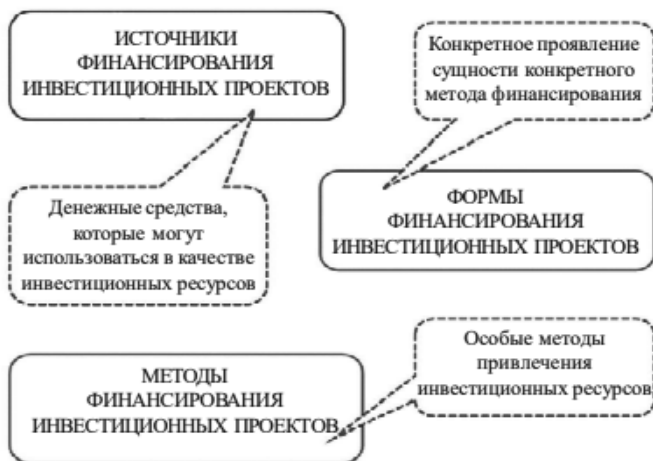 ИСТОЧНИКИ
ФИНАНСИРОВАНИЯ
ИНВЕСТИЦИОННЫХ ПРОЕКТОВ
Конкретное проявление
сущности конкретного
метода финансирования
Денежные средства,
которые могут
использоваться в качестве
инвестиционных ресурсов
ФОРМЫ
ФИНАНСИРОВАНИЯ
ИНВЕСТИЦИОННЫХ ПРОЕКТОВ
Особые методы
привлечения
инвестиционных ресурсов
МЕТОДЫ
ФИНАНСИРОВАНИЯ
ИНВЕСТИЦИОННЫХ ПРОЕКТОВ